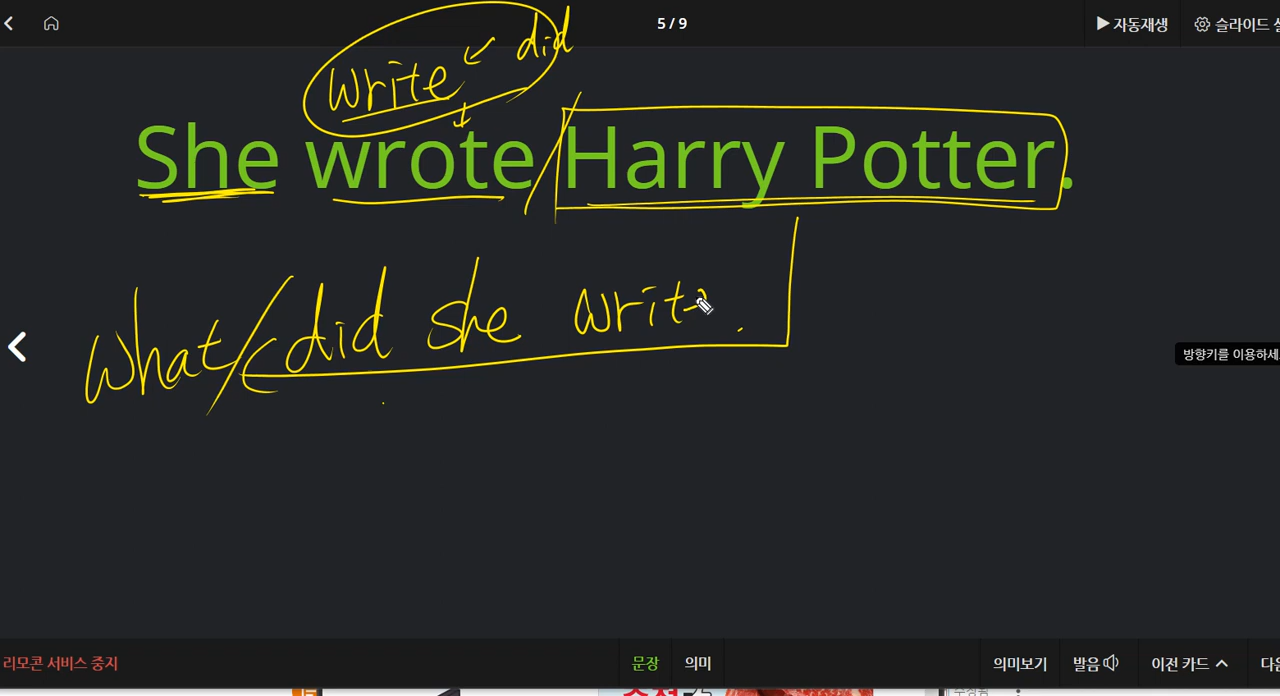 5 / 9 ▶자동재생 슬라이드
write did
She wrote Harry Potter.
what did she write
방향키를 이용하세
리모콘 서비스 중지 문장 의미 의미보기 발음 이전 카드 다음